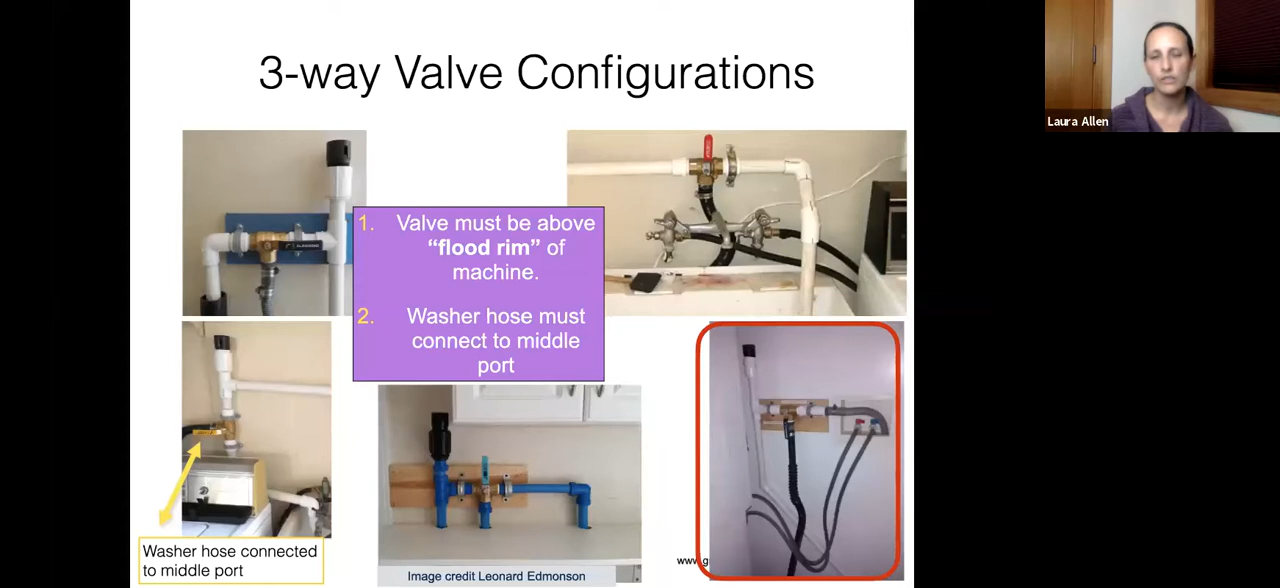 3-way Valve Configurations
Laura Allen
1. Valve must be above
“flood rim” of
machine.
2. Washer hose must
connect to middle
port
Washer hose connected
to middle port
Image credit Leonard Edmonson
www.g